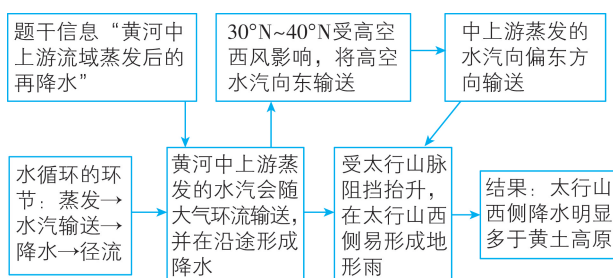 题干信息“黄河中
上游流域蒸发后的
再降水”
30°N~40°N受高空
西风影响，将高空
水汽向东输送
中上游蒸发的
水汽向偏东方
向输送
水循环的环
节：蒸发→
水汽输送→
降水→径流
黄河中上游蒸
发的水汽会随
大气环流输送，
并在沿途形成
降水
受太行山脉
阻挡抬升，
在太行山西
侧易形成地
形雨
结果：太行山
西侧降水明显
多于黄土高原